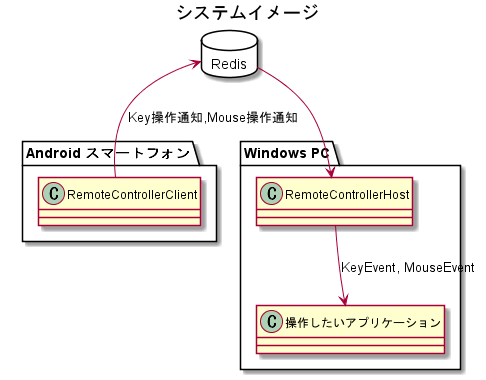 システムイメージ
Redis
Key操作通知,Mouse操作通知
Android スマートフォン
Windows PC
C RemoteControllerClient
C RemoteControllerHost
KeyEvent, MouseEvent
C 操作したいアプリケーション